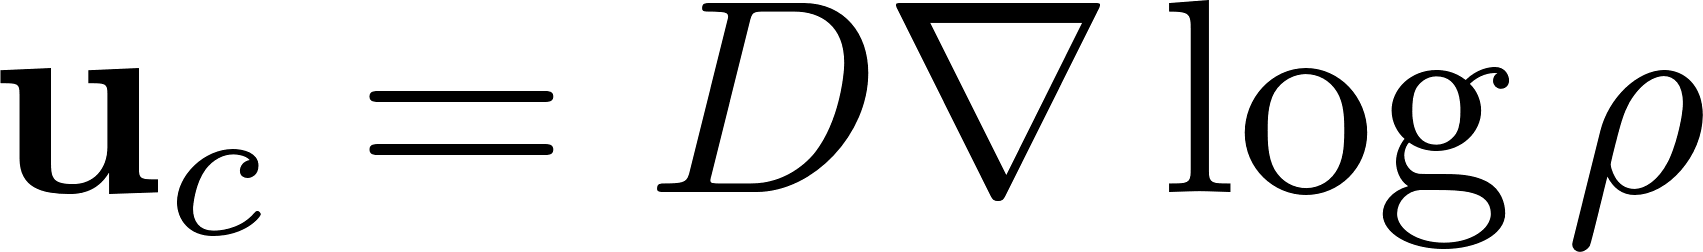 𝐮_c = D∇ log ρ